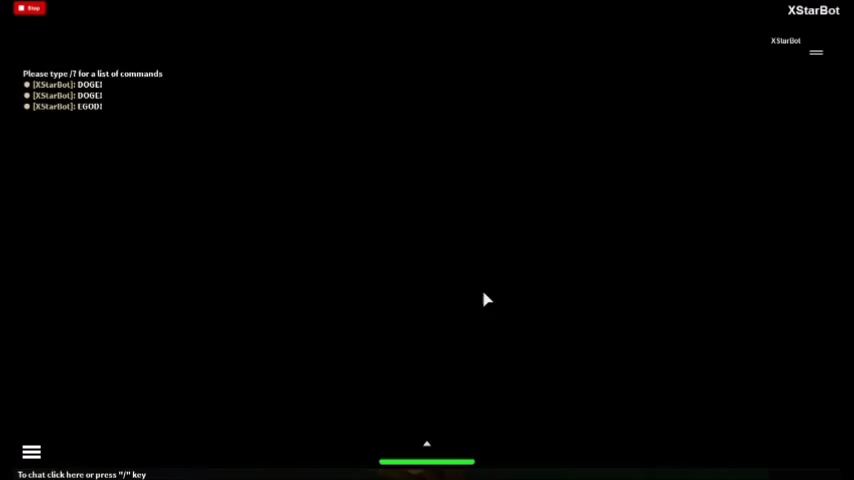 Stop
XStarBot
XStarBot
Please type /? for a list of commands
[XStarBot]: DOGE!
[XStarBot]: DOGE!
[XStarBot]: EGOD!
To chat click here or press "/" key